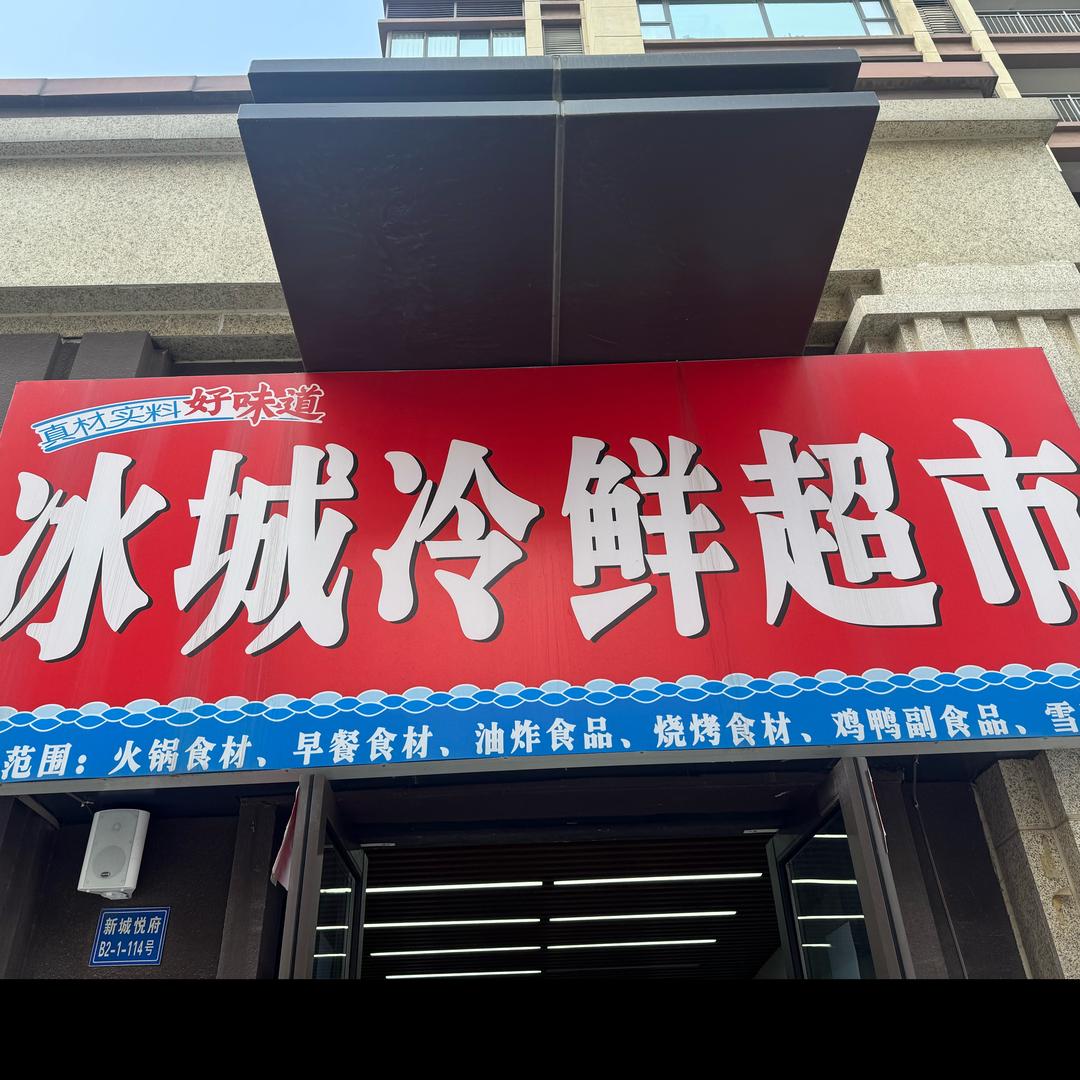 真材实料好味道
冰城冷鲜超市
范围：火锅食材、早餐食材、油炸食品、烧烤食材、鸡鸭副食品、雪
新城悦府
B2-1-114号